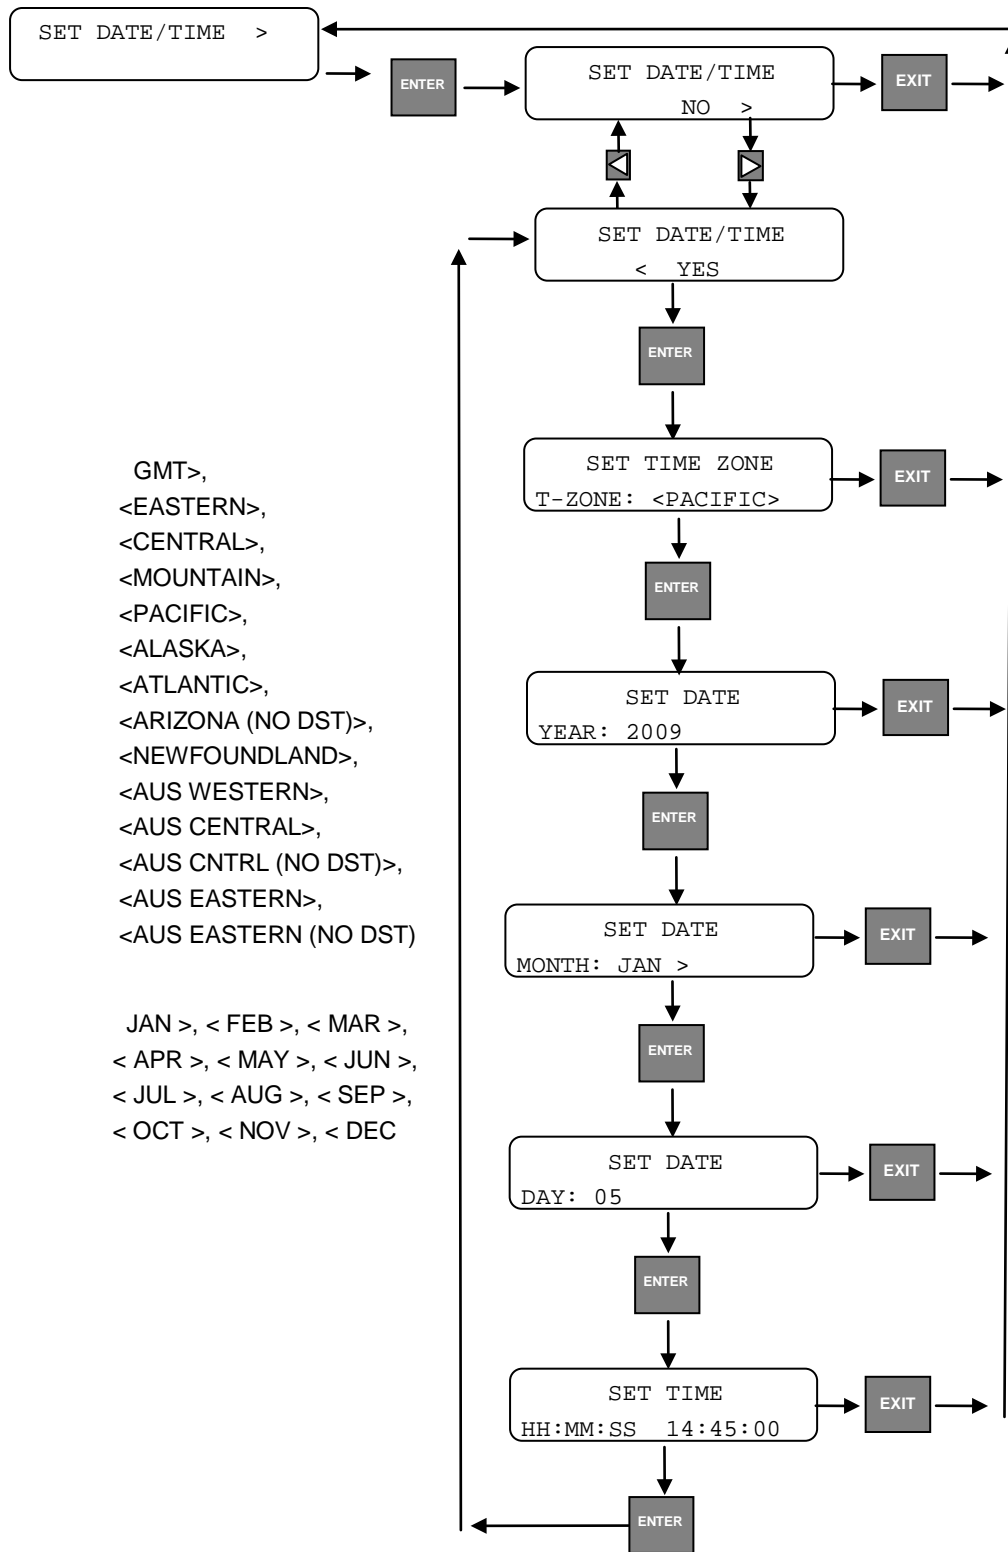 SET DATE/TIME >
ENTER
SET DATE/TIME
NO >
EXIT
SET DATE/TIME
< YES
ENTER
SET TIME ZONE
T-ZONE: <PACIFIC>
EXIT
GMT>,
<EASTERN>,
<CENTRAL>,
<MOUNTAIN>,
<PACIFIC>,
<ALASKA>,
<ATLANTIC>,
<ARIZONA (NO DST)>,
<NEWFOUNDLAND>,
<AUS WESTERN>,
<AUS CENTRAL>,
<AUS CNTRL (NO DST)>,
<AUS EASTERN>,
<AUS EASTERN (NO DST)
ENTER
SET DATE
YEAR: 2009
EXIT
ENTER
SET DATE
MONTH: JAN >
EXIT
JAN >, < FEB >, < MAR >,
< APR >, < MAY >, < JUN >,
< JUL >, < AUG >, < SEP >,
< OCT >, < NOV >, < DEC
ENTER
SET DATE
DAY: 05
EXIT
ENTER
SET TIME
HH:MM:SS 14:45:00
EXIT
ENTER